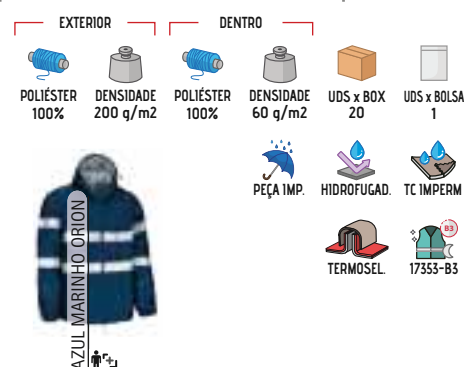 EXTERIOR
DENTRO
POLIÉSTER
100%
DENSIDADE
200 g/m2
POLIÉSTER
100%
DENSIDADE
60 g/m2
UDS x BOX
20
UDS x BOLSA
1
PEÇA IMP.
HIDROFUGAD.
TC IMPERM
TERMOSEL.
B3
17353-B3
AZUL MARINHO ORION